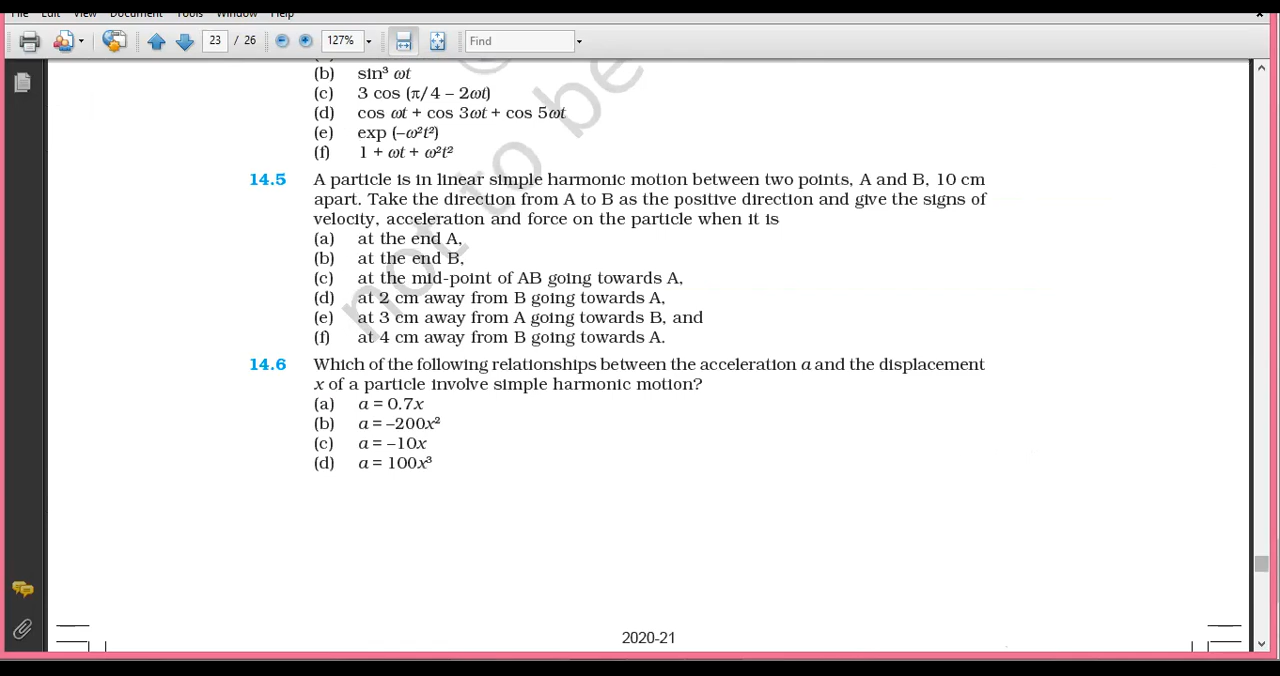 File Edit View Document Tools Window Help
23 / 26 127% Find
(b) sin³ ωt
(c) 3 cos (π/4 – 2ωt)
(d) cos ωt + cos 3ωt + cos 5ωt
(e) exp (–ω²t²)
(f) 1 + ωt + ω²t²
14.5 A particle is in linear simple harmonic motion between two points, A and B, 10 cm
apart. Take the direction from A to B as the positive direction and give the signs of
velocity, acceleration and force on the particle when it is
(a) at the end A,
(b) at the end B,
(c) at the mid-point of AB going towards A,
(d) at 2 cm away from B going towards A,
(e) at 3 cm away from A going towards B, and
(f) at 4 cm away from B going towards A.
14.6 Which of the following relationships between the acceleration a and the displacement
x of a particle involve simple harmonic motion?
(a) a = 0.7x
(b) a = –200x²
(c) a = –10x
(d) a = 100x³
not to be
2020-21